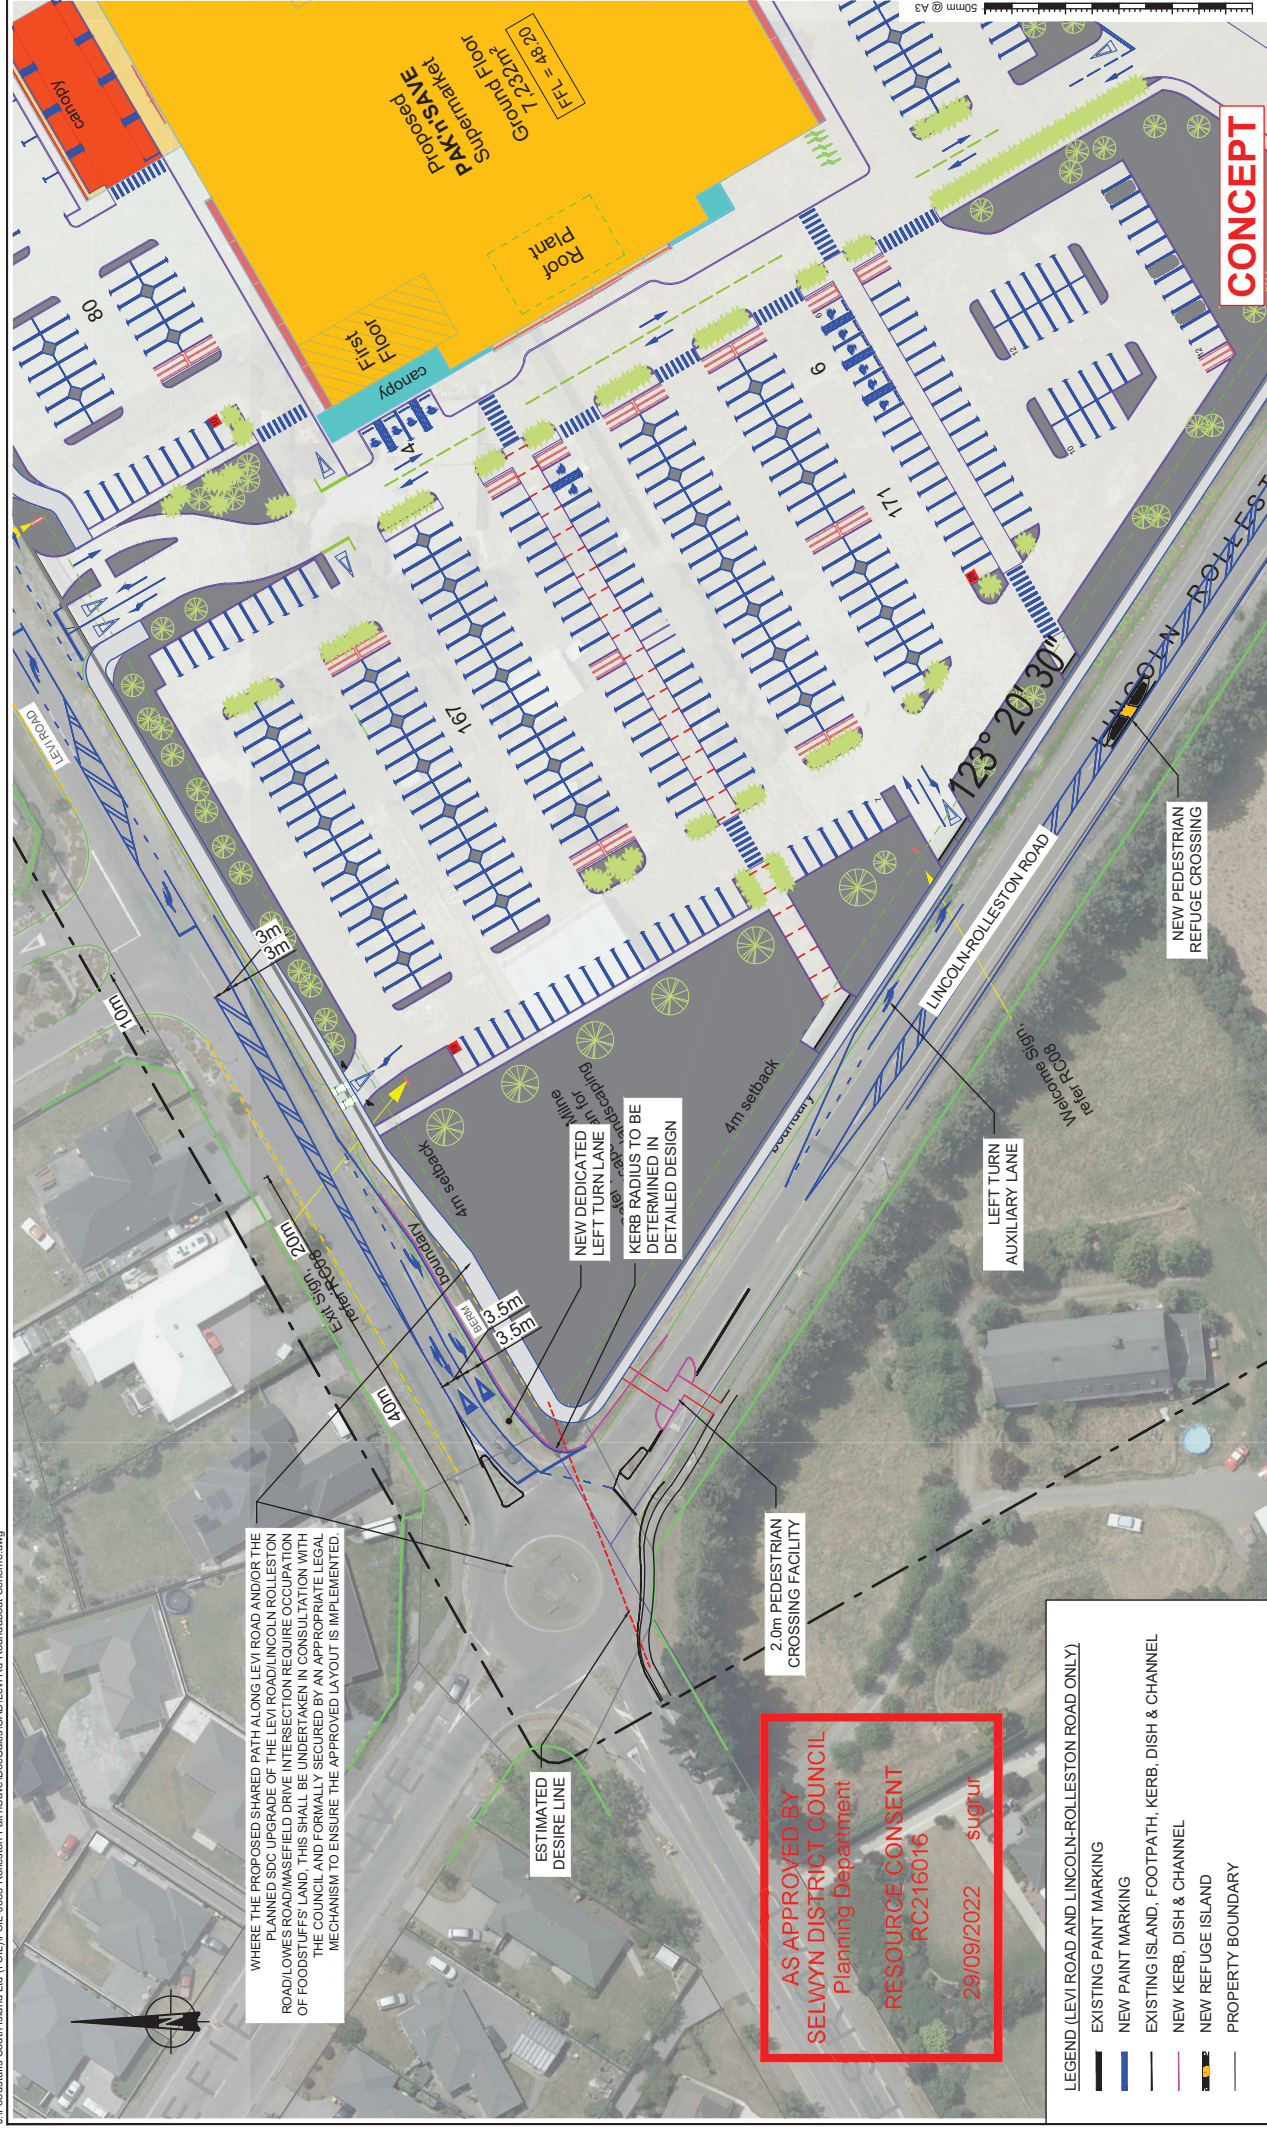 WHERE THE PROPOSED SHARED PATH ALONG LEVI ROAD AND/OR THE
PLANNED SDC UPGRADE OF THE LEVI ROAD/LINCOLN ROLLESTON
ROAD/LOWES ROAD/MASEFIELD DRIVE INTERSECTION REQUIRE OCCUPATION
OF FOODSTUFFS' LAND, THIS SHALL BE UNDERTAKEN IN CONSULTATION WITH
THE COUNCIL AND FORMALLY SECURED BY AN APPROPRIATE LEGAL
MECHANISM TO ENSURE THE APPROVED LAYOUT IS IMPLEMENTED.
ESTIMATED
DESIRE LINE
AS APPROVED BY
SELWYN DISTRICT COUNCIL
Planning Department
RESOURCE CONSENT
RC216016
29/09/2022 sugrur
LEGEND (LEVI ROAD AND LINCOLN-ROLLESTON ROAD ONLY)
EXISTING PAINT MARKING
NEW PAINT MARKING
EXISTING ISLAND, FOOTPATH, KERB, DISH & CHANNEL
NEW KERB, DISH & CHANNEL
NEW REFUGE ISLAND
PROPERTY BOUNDARY
2.0m PEDESTRIAN
CROSSING FACILITY
40m
20m
10m
Exit Sign,
refer RC08
3.5m
3.5m
BERM
boundary
4m setback
NEW DEDICATED
LEFT TURN LANE
KERB RADIUS TO BE
DETERMINED IN
DETAILED DESIGN
Milne
landscaping
4m setback
boundary
LEFT TURN
AUXILIARY LANE
Welcome Sign,
refer RC08
LINCOLN-ROLLESTON ROAD
NEW PEDESTRIAN
REFUGE CROSSING
3m
3m
LEVI ROAD
167
171
123° 20' 30"
LINCOLN ROLLEST
80
4
9
10
12
12
canopy
First
Floor
canopy
Roof
Plant
Proposed
PAK'nSAVE
Supermarket
Ground Floor
7,232m²
FFL = 48.20
50mm @ A3
CONCEPT